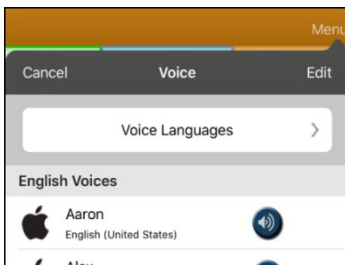 Menu
Cancel Voice Edit
Voice Languages
English Voices
Aaron
English (United States)